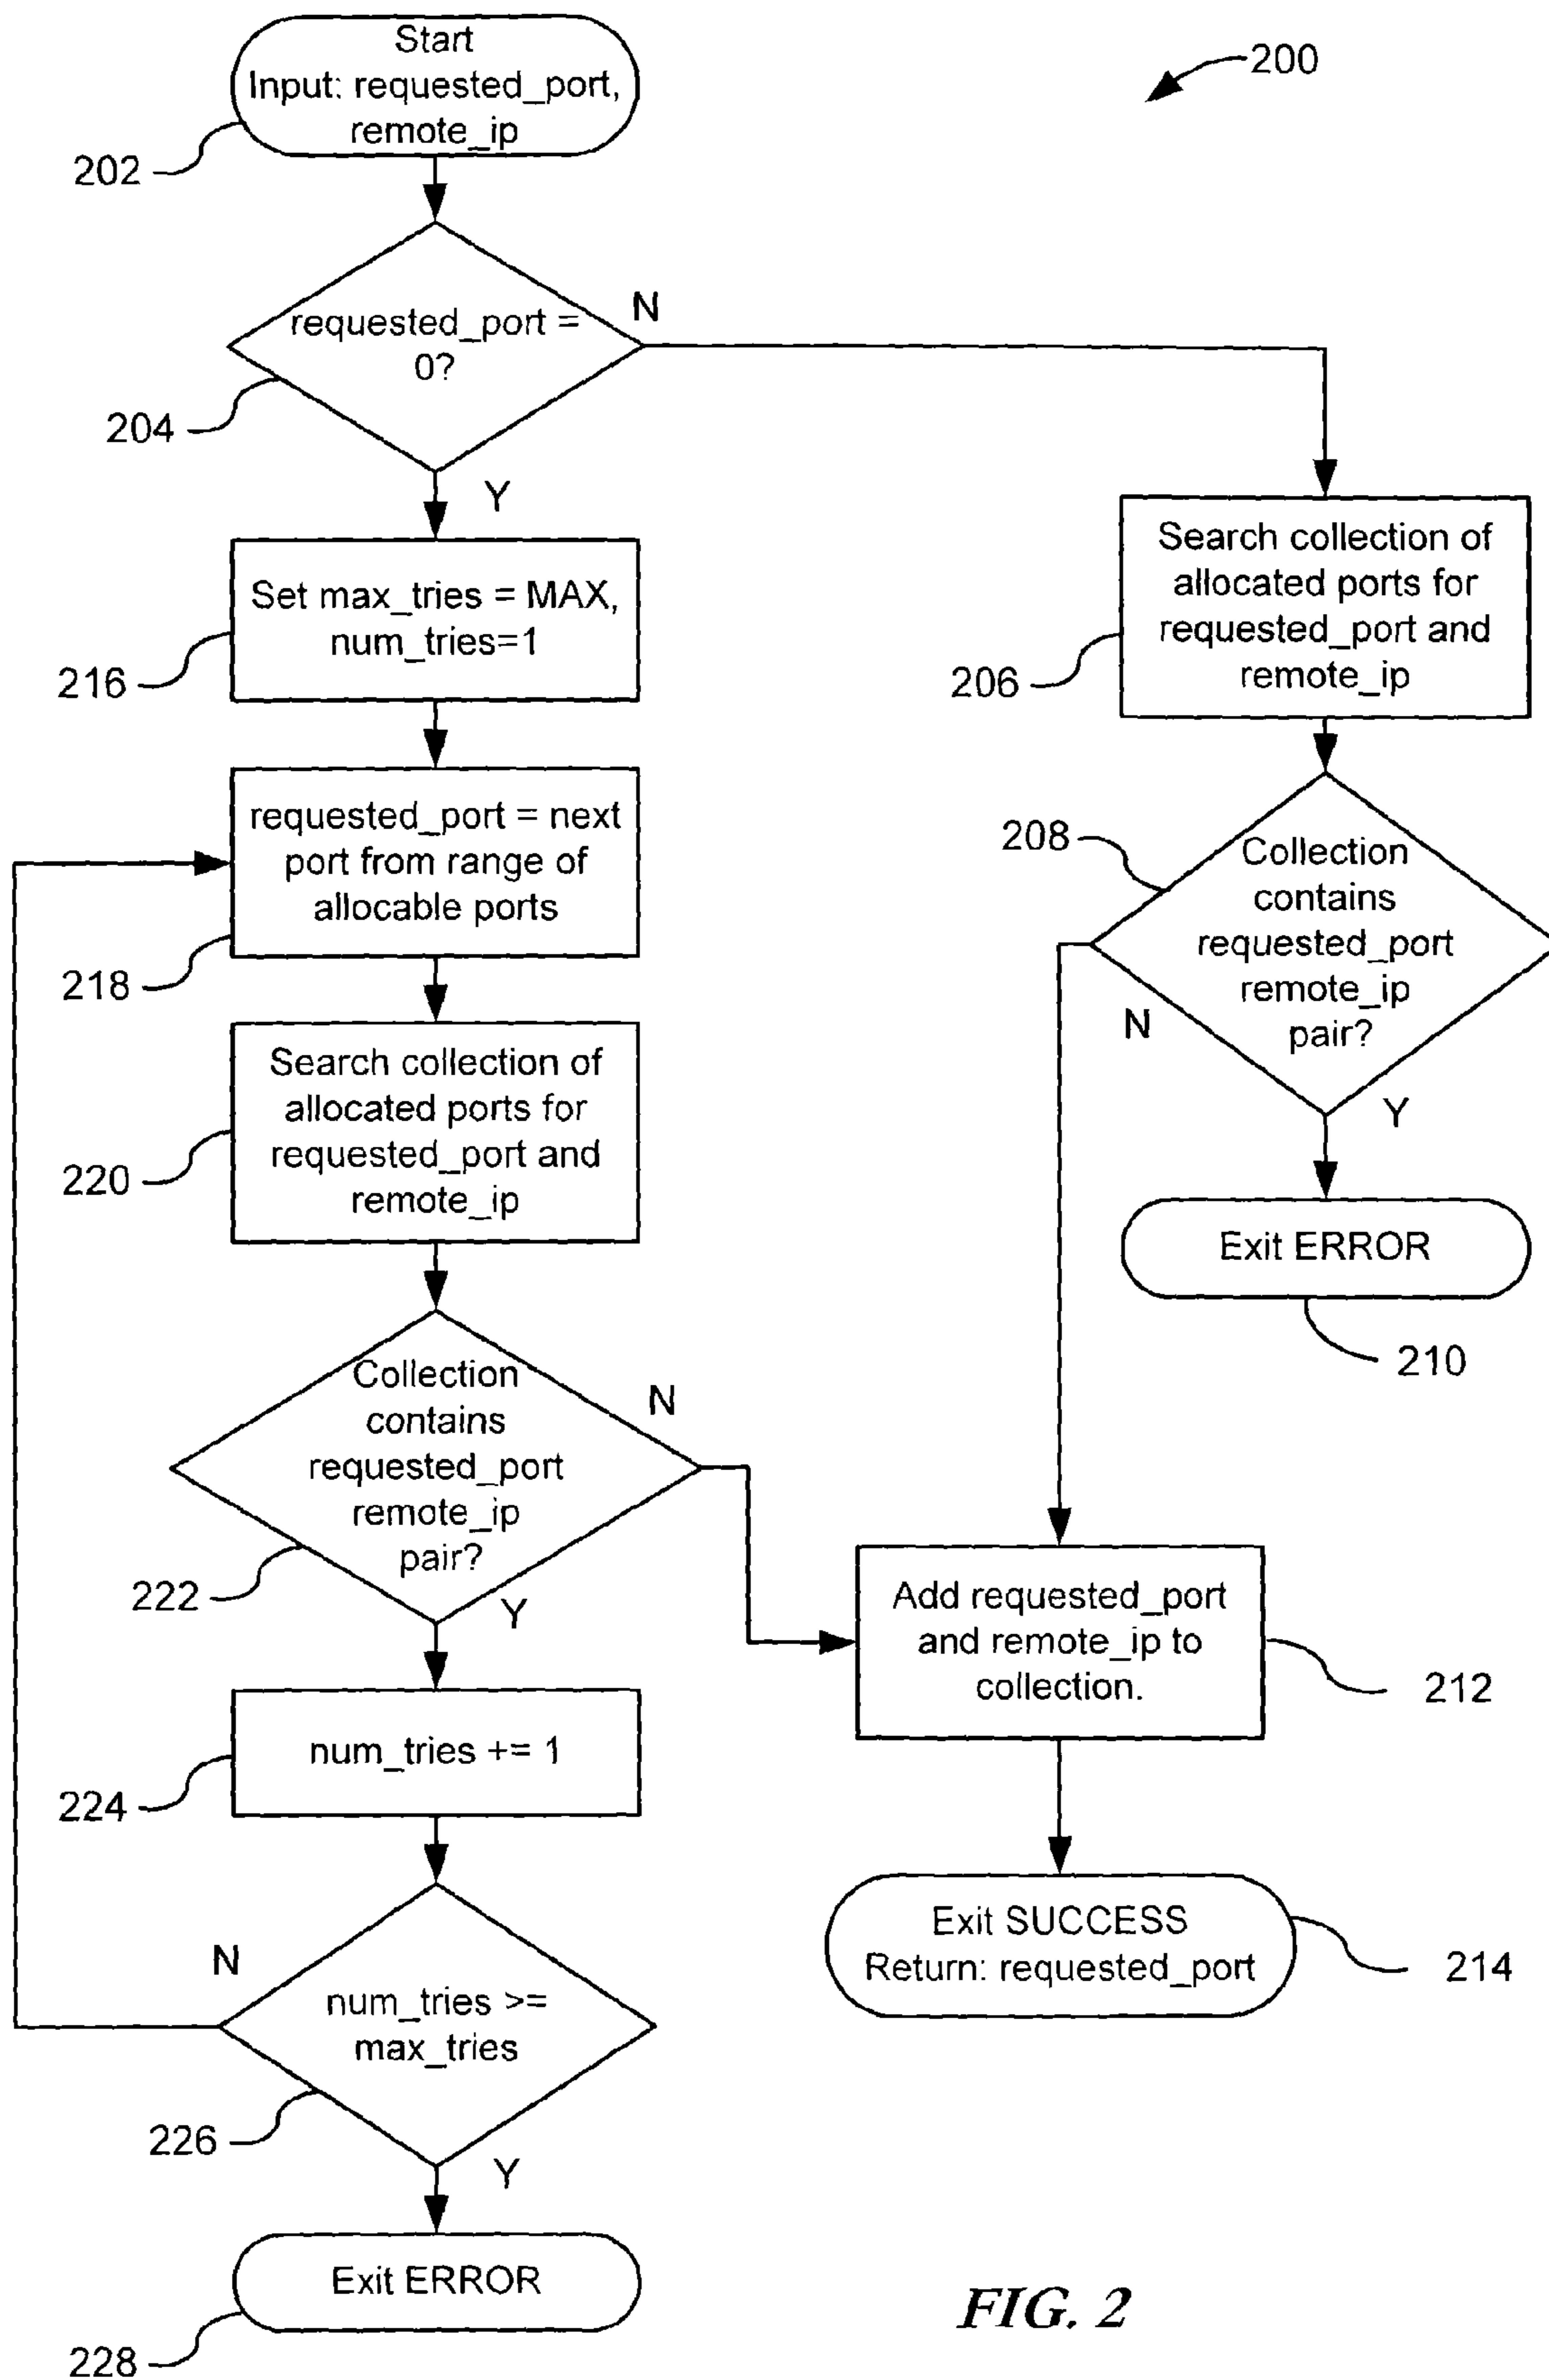 Start
Input: requested_port,
remote_ip
200
202
requested_port =
0?
N
204
Y
Set max_tries = MAX,
num_tries=1
216
Search collection of
allocated ports for
requested_port and
remote_ip
206
requested_port = next
port from range of
allocable ports
218
208
Collection
contains
requested_port
remote_ip
pair?
N
Y
Search collection of
allocated ports for
requested_port and
remote_ip
220
Exit ERROR
210
Collection
contains
requested_port
remote_ip
pair?
N
222
Y
Add requested_port
and remote_ip to
collection.
212
num_tries += 1
224
Exit SUCCESS
Return: requested_port
214
N
num_tries >=
max_tries
226
Y
Exit ERROR
228
FIG. 2